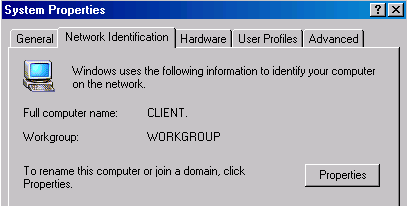 System Properties
General Network Identification Hardware User Profiles Advanced
Windows uses the following information to identify your computer
on the network.
Full computer name: CLIENT.
Workgroup: WORKGROUP
To rename this computer or join a domain, click
Properties.
Properties